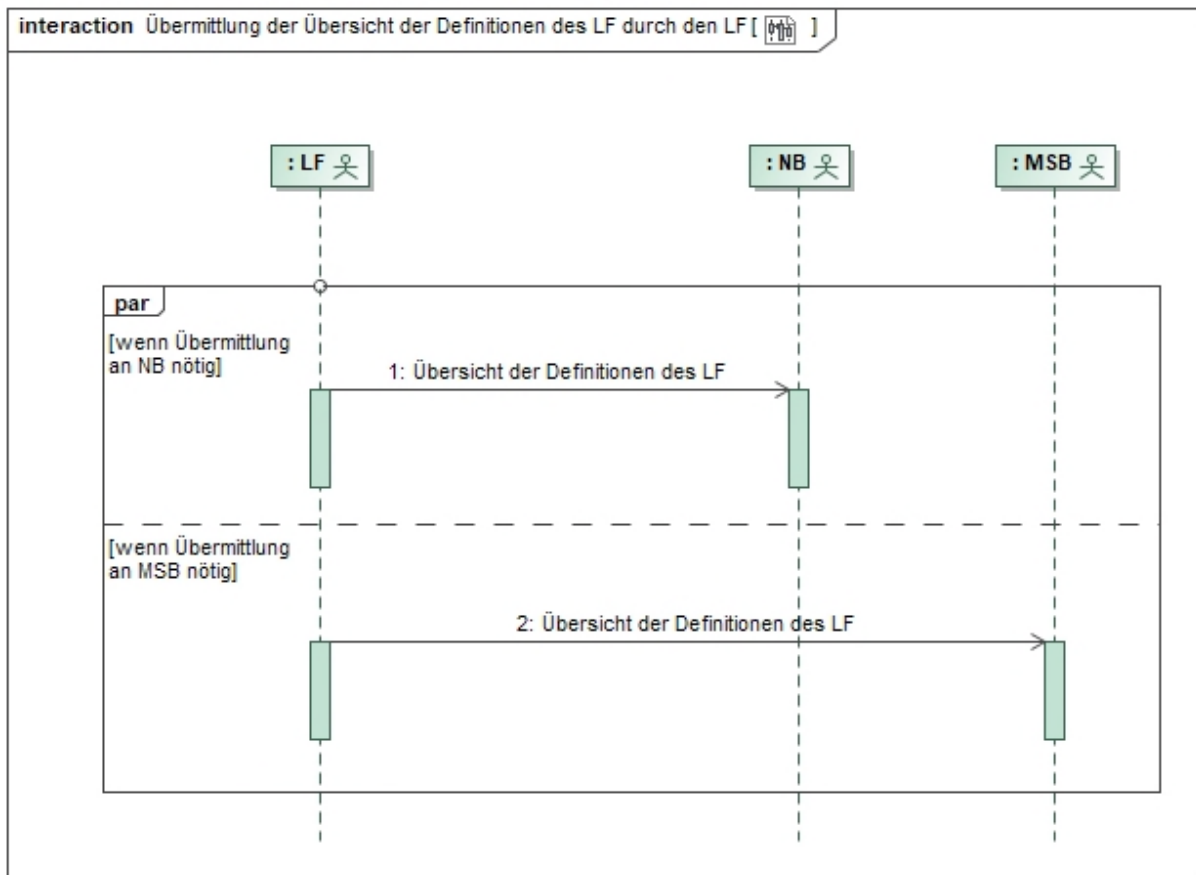 interaction Übermittlung der Übersicht der Definitionen des LF durch den LF [ ]
: LF
: NB
: MSB
par
[wenn Übermittlung
an NB nötig]
1: Übersicht der Definitionen des LF
[wenn Übermittlung
an MSB nötig]
2: Übersicht der Definitionen des LF